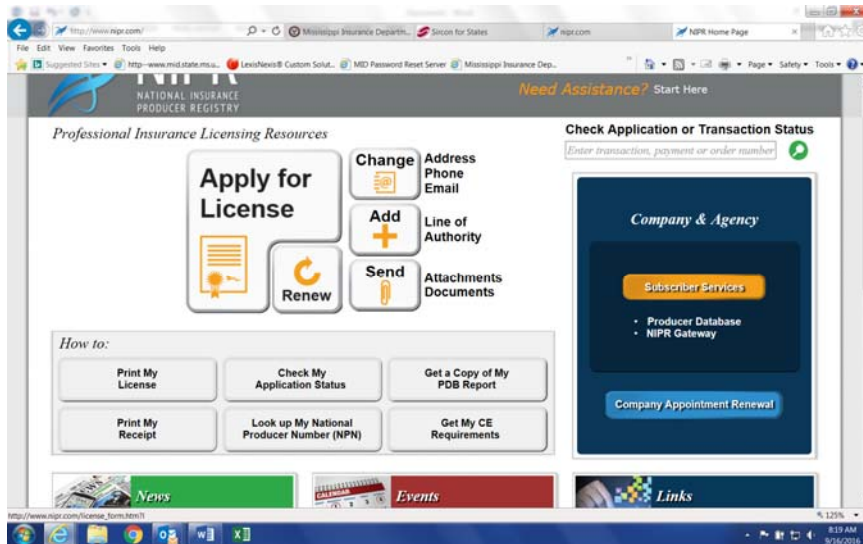 http://www.nipr.com/
Mississippi Insurance Departm...
Sircon for States
nipr.com
NIPR Home Page
File Edit View Favorites Tools Help
Suggested Sites
http--www.mid.state.ms.u...
LexisNexis® Custom Solut...
MID Password Reset Server
Mississippi Insurance Dep...
Page Safety Tools
NIPR
NATIONAL INSURANCE
PRODUCER REGISTRY
Need Assistance? Start Here
Professional Insurance Licensing Resources
Apply for
License
Renew
Change
Address
Phone
Email
Add
Line of
Authority
Send
Attachments
Documents
Check Application or Transaction Status
Enter transaction, payment or order number
Company & Agency
Subscriber Services
• Producer Database
• NIPR Gateway
Company Appointment Renewal
How to:
Print My
License
Check My
Application Status
Get a Copy of My
PDB Report
Print My
Receipt
Look up My National
Producer Number (NPN)
Get My CE
Requirements
News
CALENDAR
Events
Links
http://www.nipr.com/license_form.htm?l
125%
8:19 AM
9/16/2016